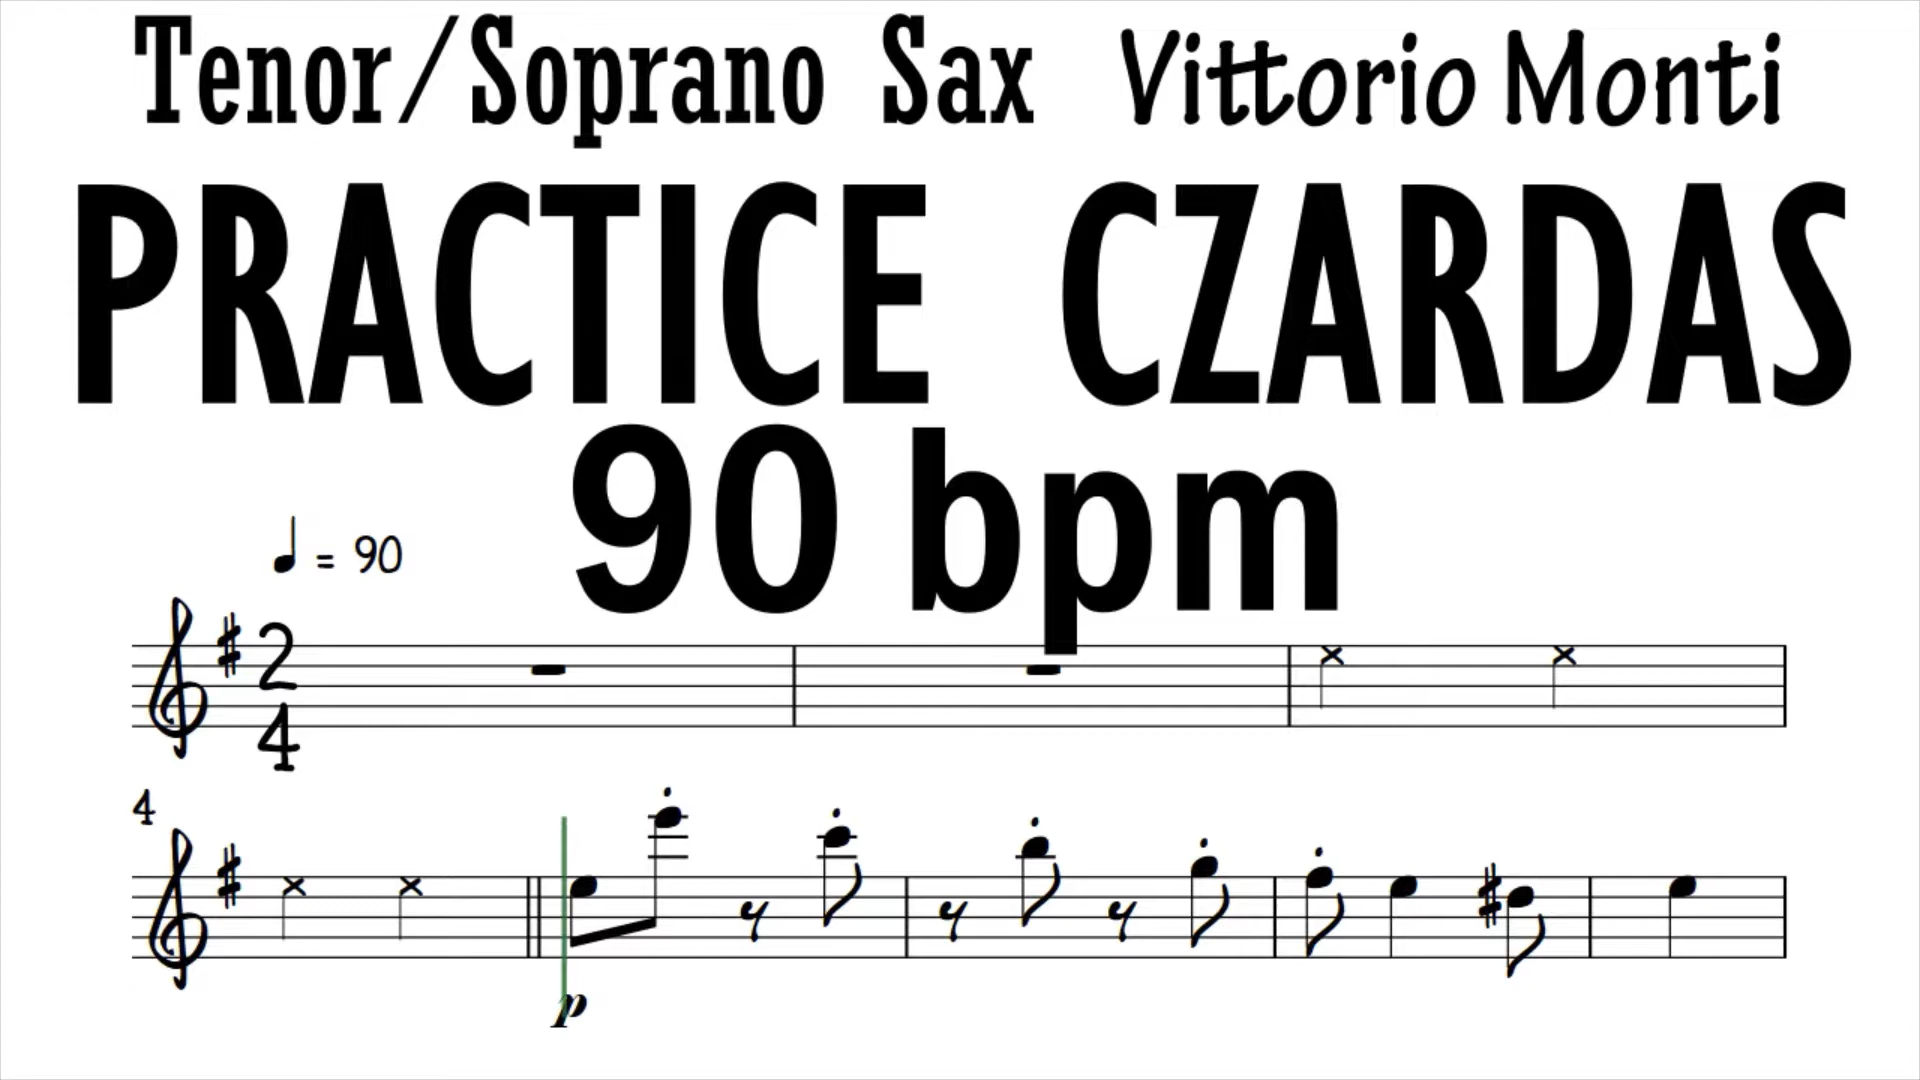 Tenor/Soprano Sax Vittorio Monti
PRACTICE CZARDAS
90 bpm
♩ = 90
2
4
4
p